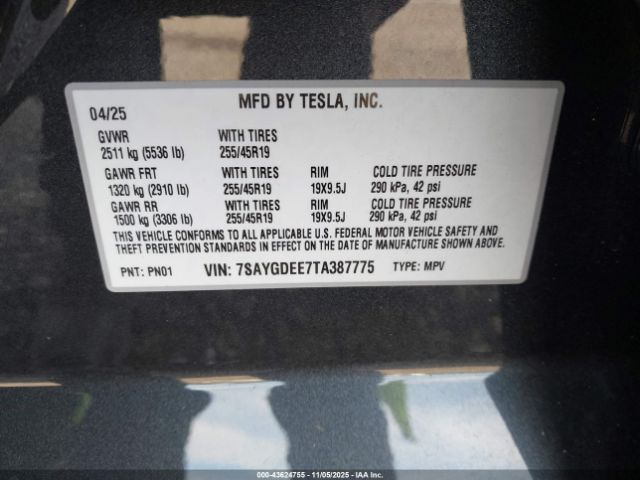 MFD BY TESLA, INC.
04/25
GVWR WITH TIRES
2511 kg (5536 lb) 255/45R19
GAWR FRT WITH TIRES RIM COLD TIRE PRESSURE
1320 kg (2910 lb) 255/45R19 19X9.5J 290 kPa, 42 psi
GAWR RR WITH TIRES RIM COLD TIRE PRESSURE
1500 kg (3306 lb) 255/45R19 19X9.5J 290 kPa, 42 psi
THIS VEHICLE CONFORMS TO ALL APPLICABLE U.S. FEDERAL MOTOR VEHICLE SAFETY AND
THEFT PREVENTION STANDARDS IN EFFECT ON THE DATE OF MANUFACTURE SHOWN ABOVE.
PNT: PN01 VIN: 7SAYGDEE7TA387775 TYPE: MPV
000-43624755 11/05/2025 IAA Inc.